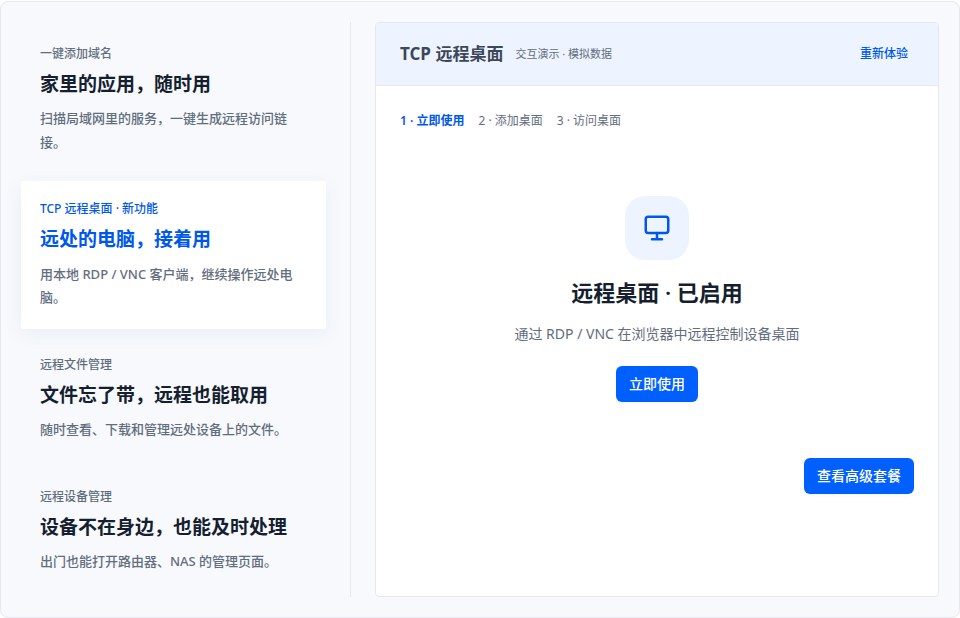 一键添加域名
家里的应用，随时用
扫描局域网里的服务，一键生成远程访问链
接。
TCP 远程桌面 · 新功能
远处的电脑，接着用
用本地 RDP / VNC 客户端，继续操作远处电
脑。
远程文件管理
文件忘了带，远程也能取用
随时查看、下载和管理远处设备上的文件。
远程设备管理
设备不在身边，也能及时处理
出门也能打开路由器、NAS 的管理页面。
TCP 远程桌面 交互演示 · 模拟数据 重新体验
1 · 立即使用 2 · 添加桌面 3 · 访问桌面
远程桌面 · 已启用
通过 RDP / VNC 在浏览器中远程控制设备桌面
立即使用
查看高级套餐